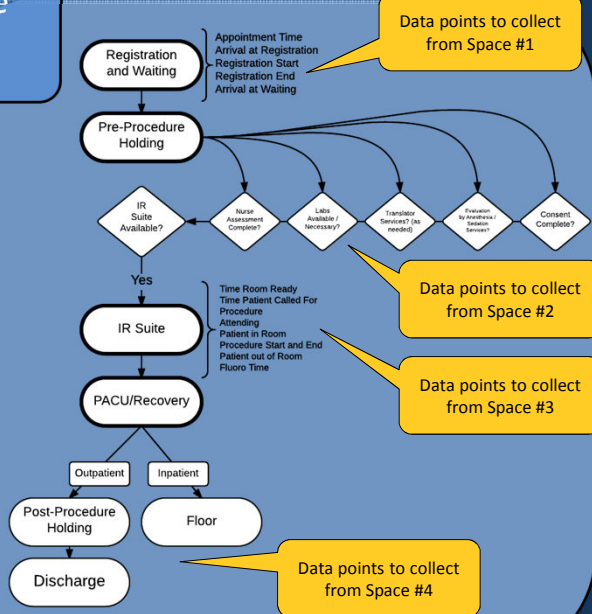 e
Data points to collect
from Space #1
Registration
and Waiting
Appointment Time
Arrival at Registration
Registration Start
Registration End
Arrival at Waiting
Pre-Procedure
Holding
IR
Suite
Available?
Nurse
Assessment
Complete?
Labs
Available /
Necessary?
Translator
Services? (as
needed)
Evaluation
by Anesthesia /
Sedation
Services?
Consent
Complete?
Data points to collect
from Space #2
Yes
IR Suite
Time Room Ready
Time Patient Called For
Procedure
Attending
Patient in Room
Procedure Start and End
Patient out of Room
Fluoro Time
Data points to collect
from Space #3
PACU/Recovery
Outpatient
Inpatient
Post-Procedure
Holding
Floor
Discharge
Data points to collect
from Space #4